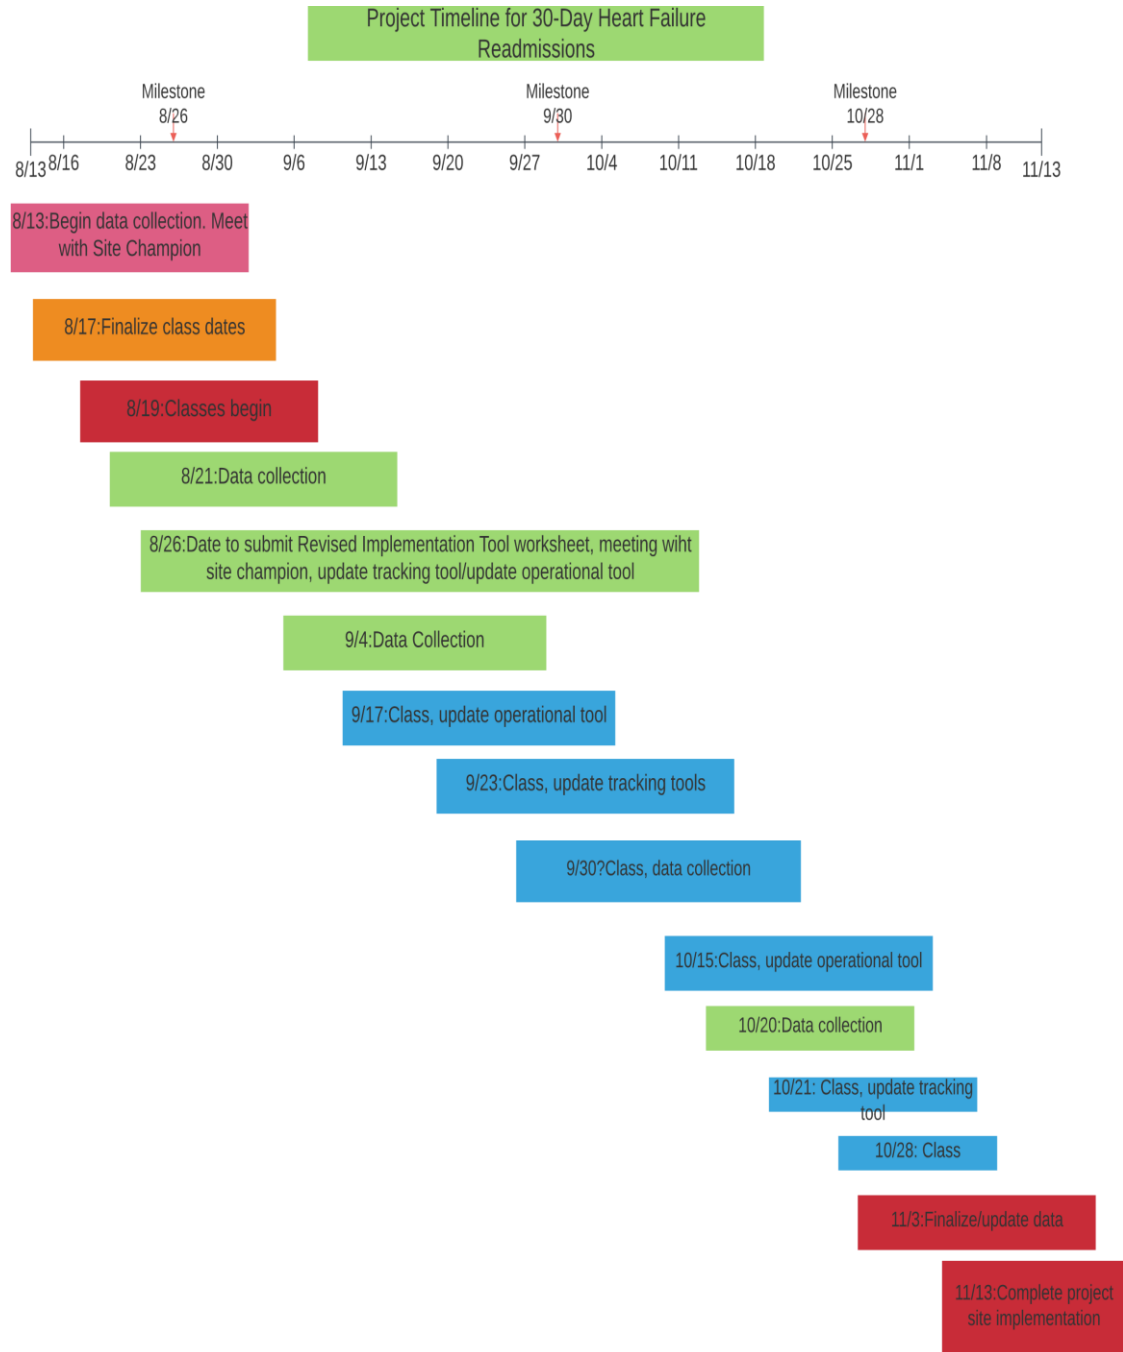 Project Timeline for 30-Day Heart Failure
Readmissions
Milestone
8/26
Milestone
9/30
Milestone
10/28
8/13
8/16
8/23
8/30
9/6
9/13
9/20
9/27
10/4
10/11
10/18
10/25
11/1
11/8
11/13
8/13:Begin data collection. Meet
with Site Champion
8/17:Finalize class dates
8/19:Classes begin
8/21:Data collection
8/26:Date to submit Revised Implementation Tool worksheet, meeting wiht
site champion, update tracking tool/update operational tool
9/4:Data Collection
9/17:Class, update operational tool
9/23:Class, update tracking tools
9/30?Class, data collection
10/15:Class, update operational tool
10/20:Data collection
10/21: Class, update tracking
tool
10/28: Class
11/3:Finalize/update data
11/13:Complete project
site implementation